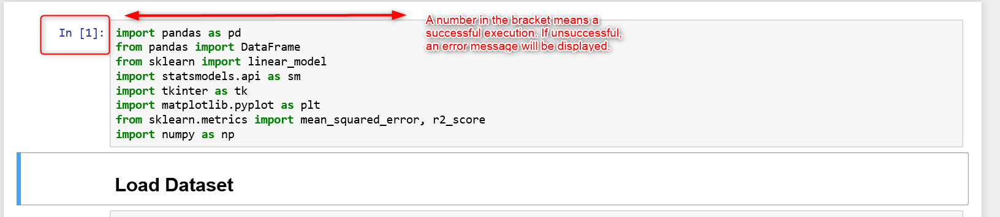 In [1]:
import pandas as pd
from pandas import DataFrame
from sklearn import linear_model
import statsmodels.api as sm
import tkinter as tk
import matplotlib.pyplot as plt
from sklearn.metrics import mean_squared_error, r2_score
import numpy as np
A number in the bracket means a
successful execution. If unsuccessful,
an error message will be displayed.
Load Dataset